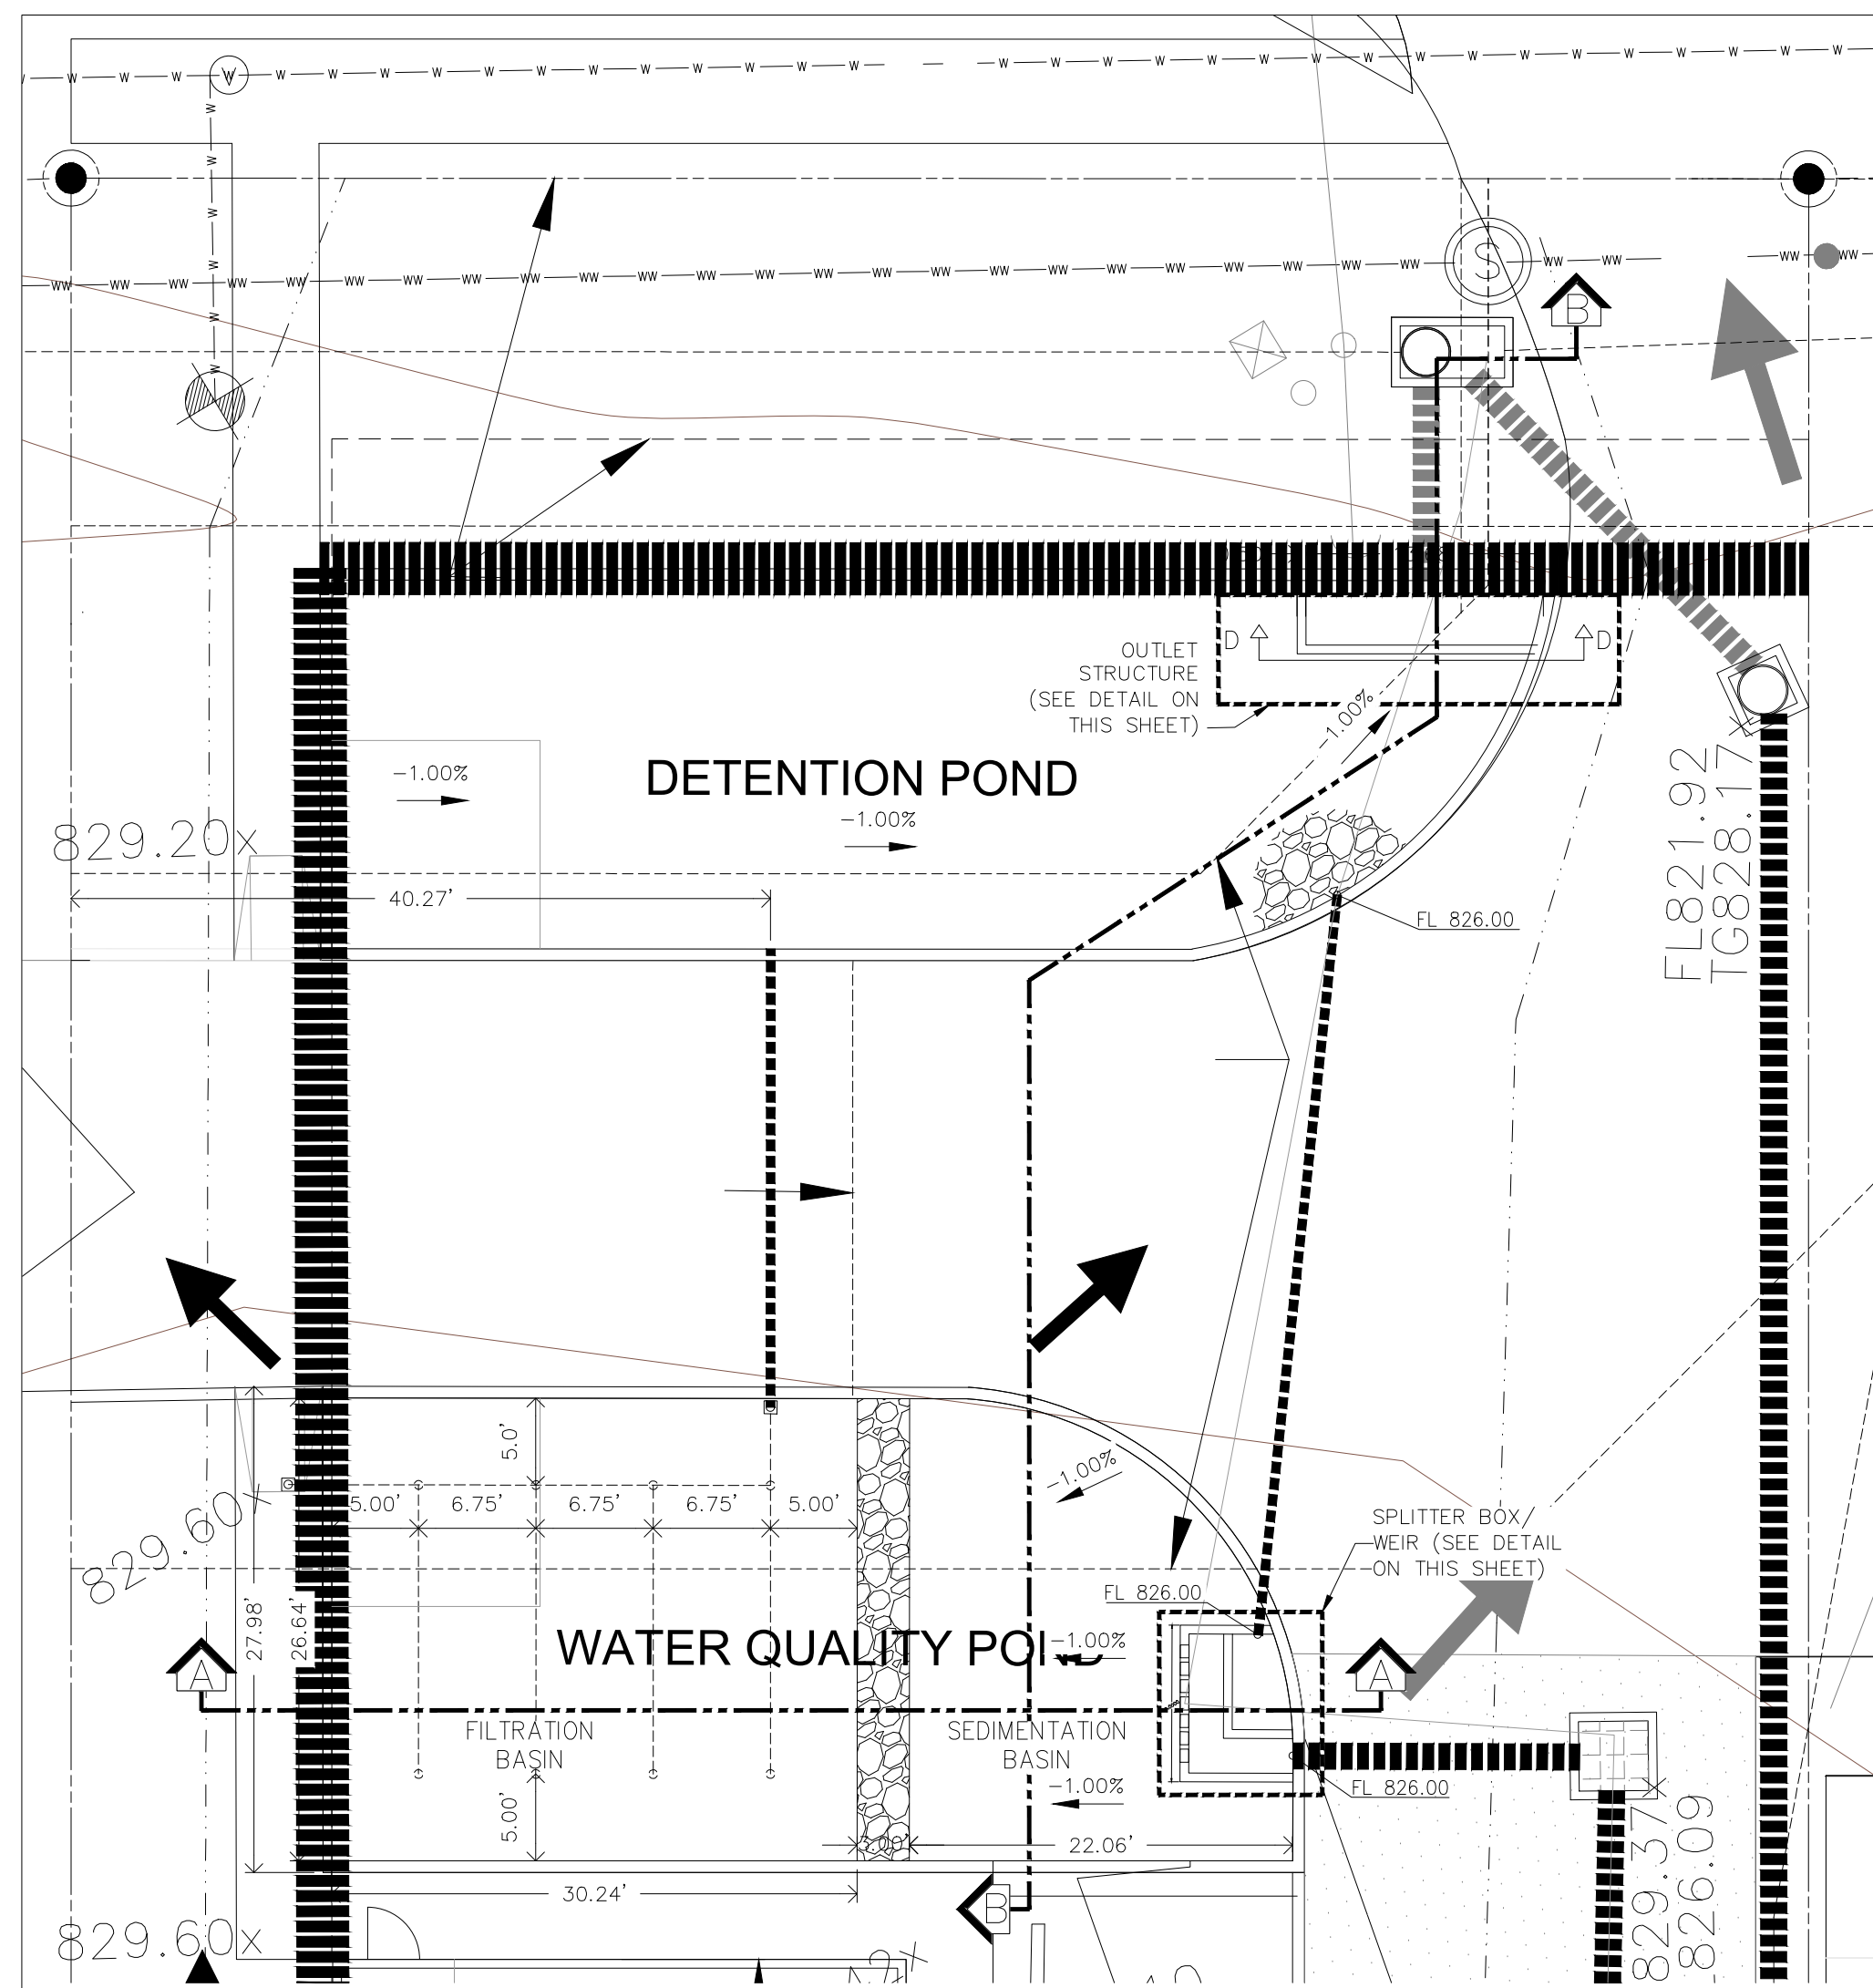 V
S
B
OUTLET
STRUCTURE
(SEE DETAIL ON
THIS SHEET)
D
D
1.00%
-1.00%
DETENTION POND
-1.00%
829.20x
40.27'
FL 826.00
FL821.92
TG828.17
5.0'
-1.00%
5.00'
6.75'
6.75'
6.75'
5.00'
829.60x
SPLITTER BOX/
WEIR (SEE DETAIL
ON THIS SHEET)
FL 826.00
27.98'
26.64'
WATER QUALITY POND
-1.00%
A
A
FILTRATION
BASIN
SEDIMENTATION
BASIN
-1.00%
FL 826.00
5.00'
3.00'
22.06'
30.24'
B
829.60x
829.37x
826.09